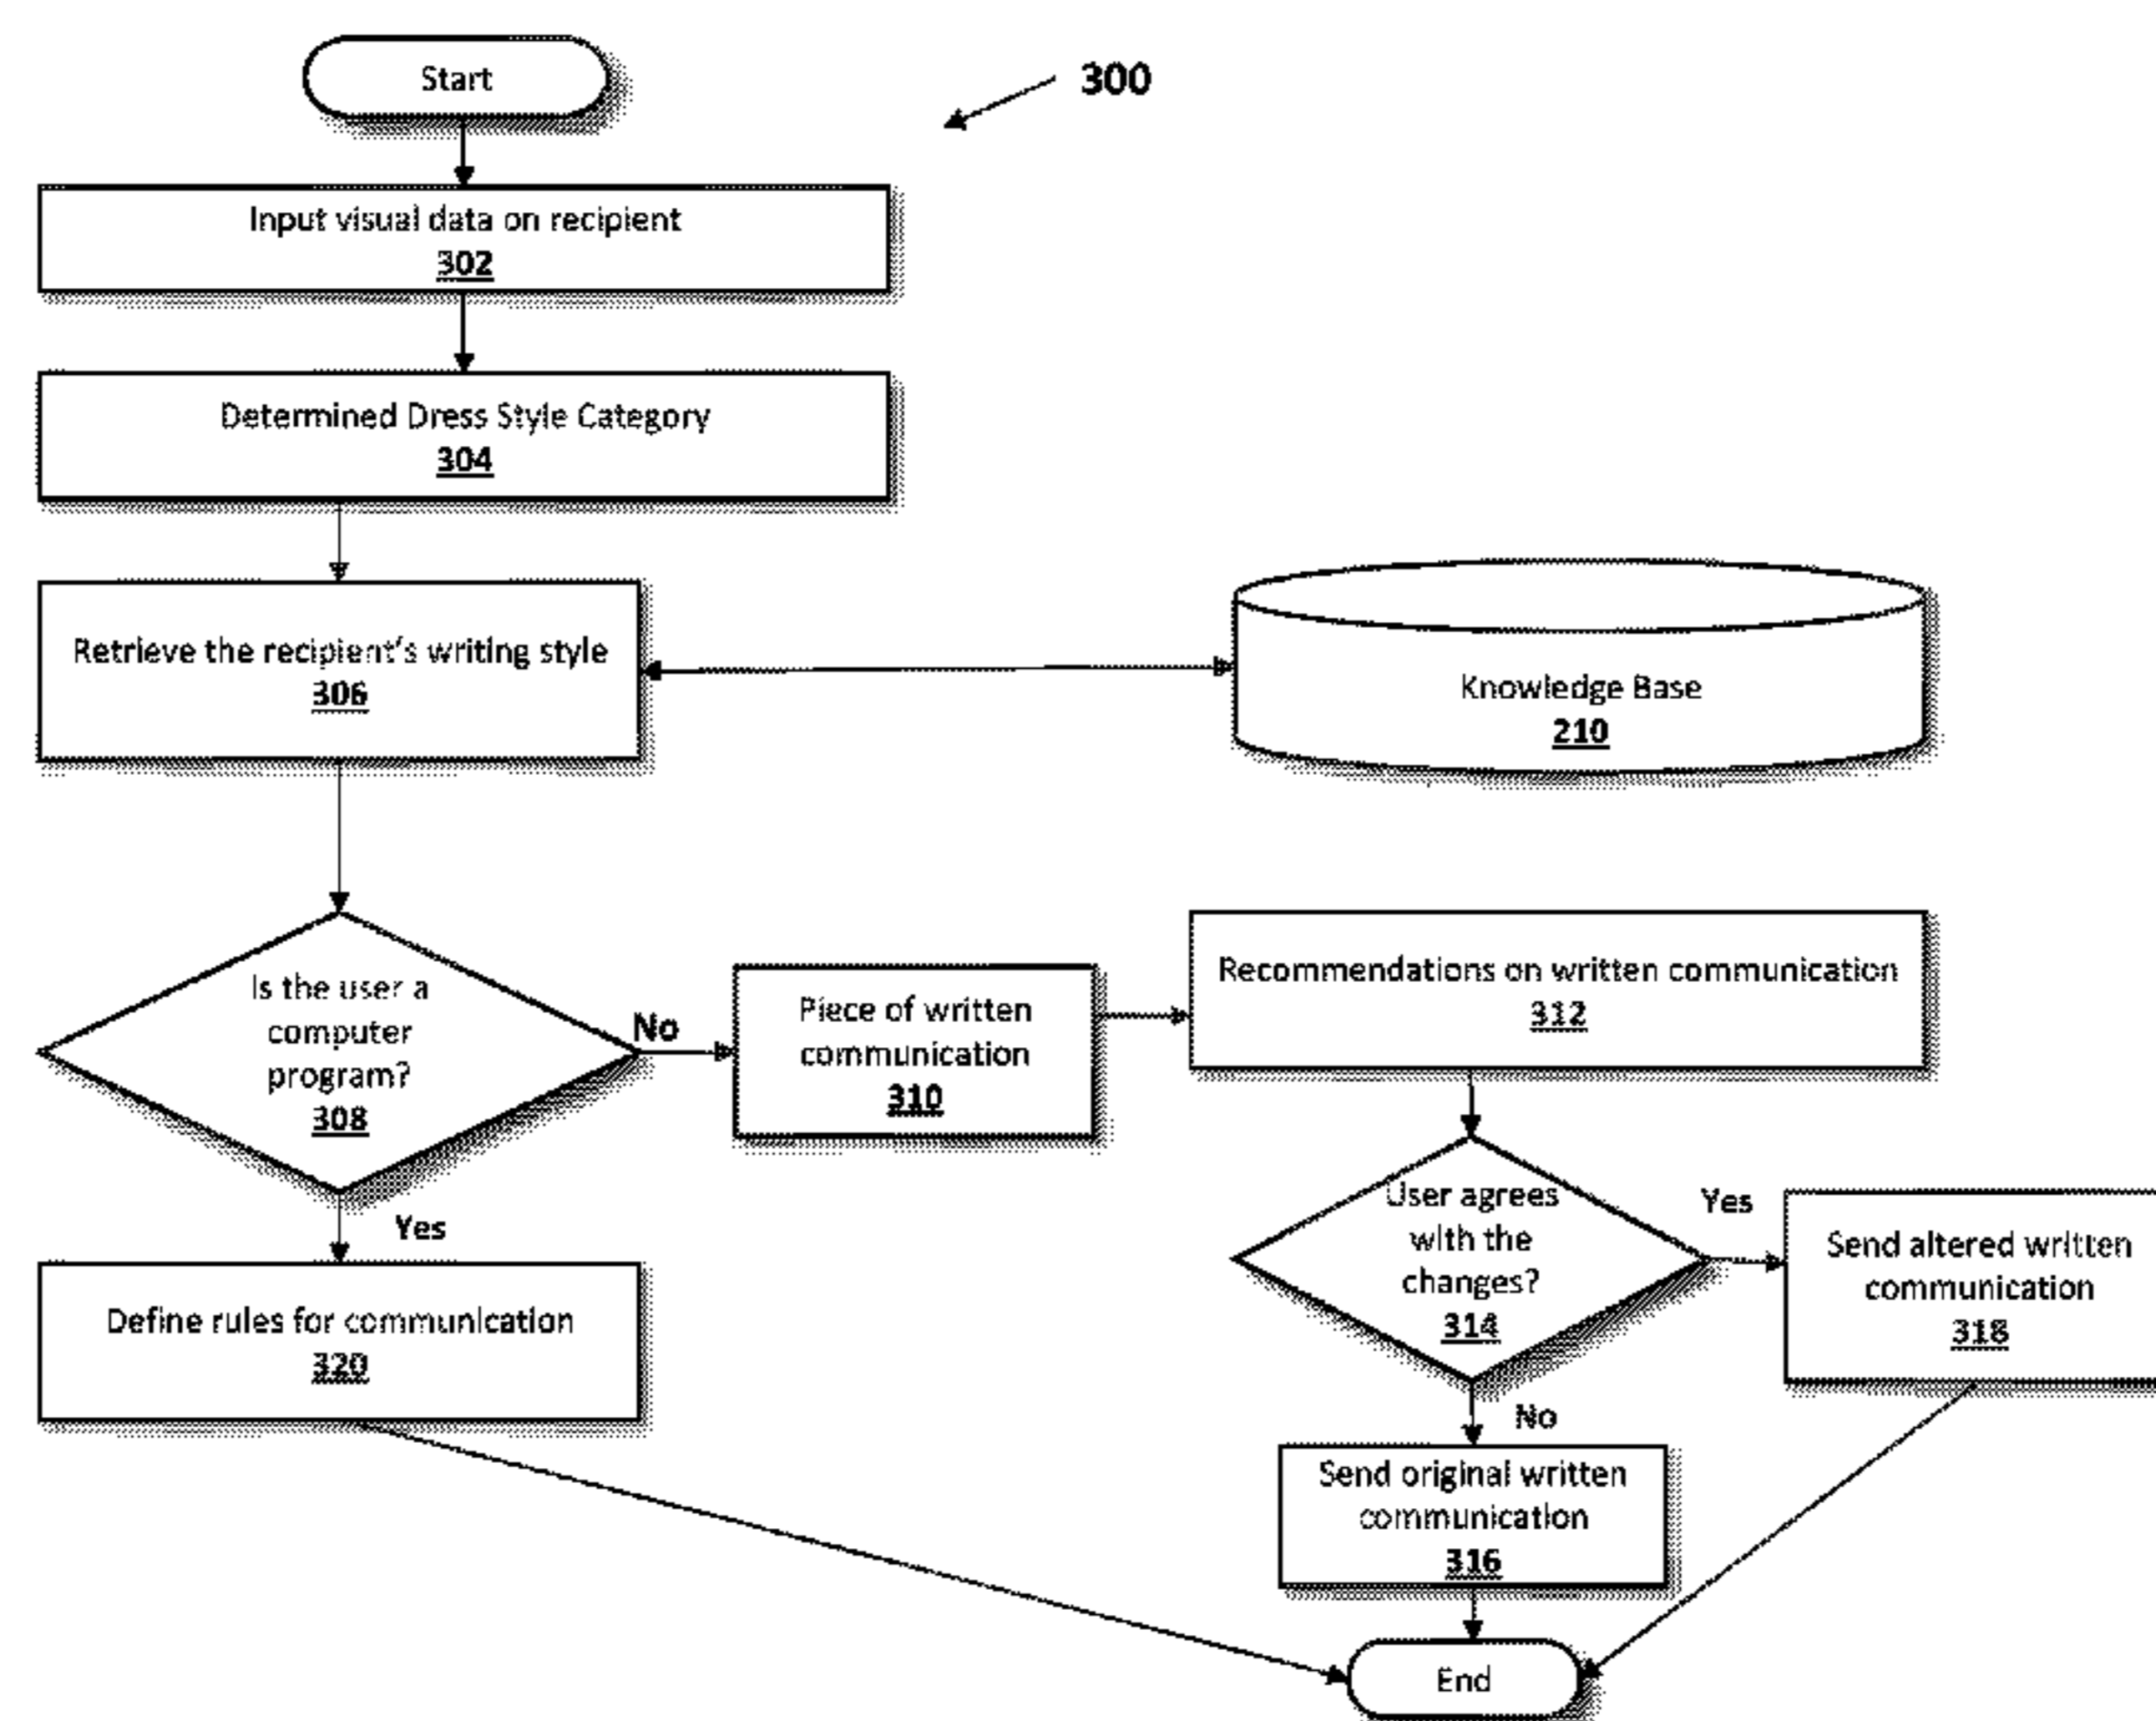 Start
300
Input visual data on recipient
302
Determined Dress Style Category
304
Retrieve the recipient's writing style
306
Knowledge Base
210
Is the user a
computer
program?
308
No
Piece of written
communication
310
Recommendations on written communication
312
Yes
Define rules for communication
320
User agrees
with the
changes?
314
Yes
Send altered written
communication
318
No
Send original written
communication
316
End